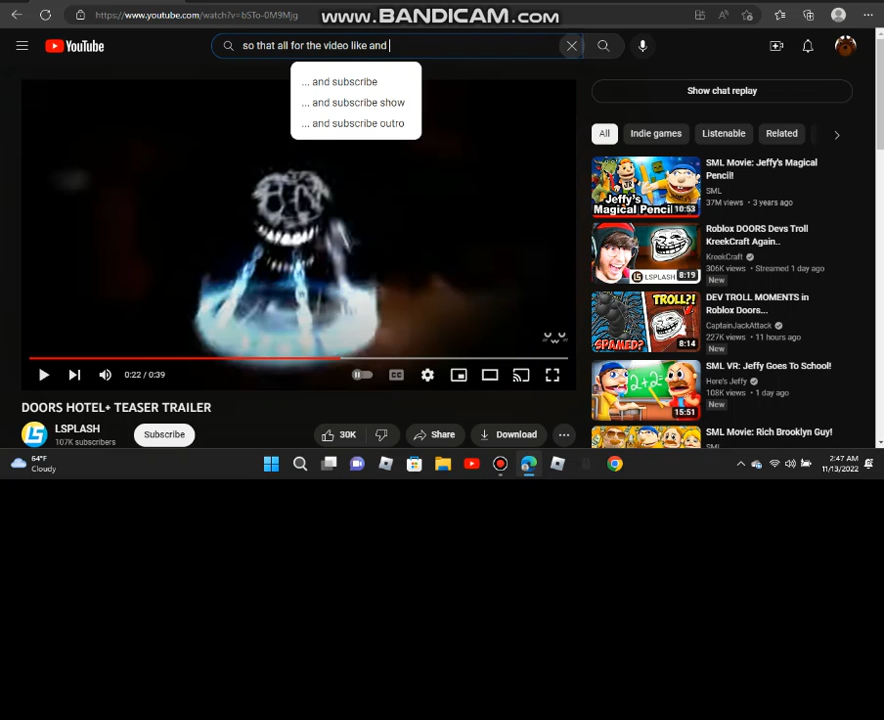 https://www.youtube.com/watch?v=bSTo-0M9Mjg
www.BANDICAM.com
YouTube
so that all for the video like and
... and subscribe
... and subscribe show
... and subscribe outro
Show chat replay
All
Indie games
Listenable
Related
SML Movie: Jeffy's Magical
Pencil!
SML
37M views • 3 years ago
Jeffy's
Magical Pencil!
10:53
Roblox DOORS Devs Troll
KreekCraft Again..
KreekCraft
306K views • Streamed 1 day ago
New
LSPLASH
8:19
DEV TROLL MOMENTS in
Roblox Doors...
CaptainJackAttack
227K views • 11 hours ago
New
TROLL?!
SPAMED?
8:14
SML VR: Jeffy Goes To School!
Here's Jeffy
108K views • 1 day ago
New
2+2=
15:51
SML Movie: Rich Brooklyn Guy!
0:22 / 0:39
CC
DOORS HOTEL+ TEASER TRAILER
LSPLASH
107K subscribers
Subscribe
30K
Share
Download
64°F
Cloudy
2:47 AM
11/13/2022